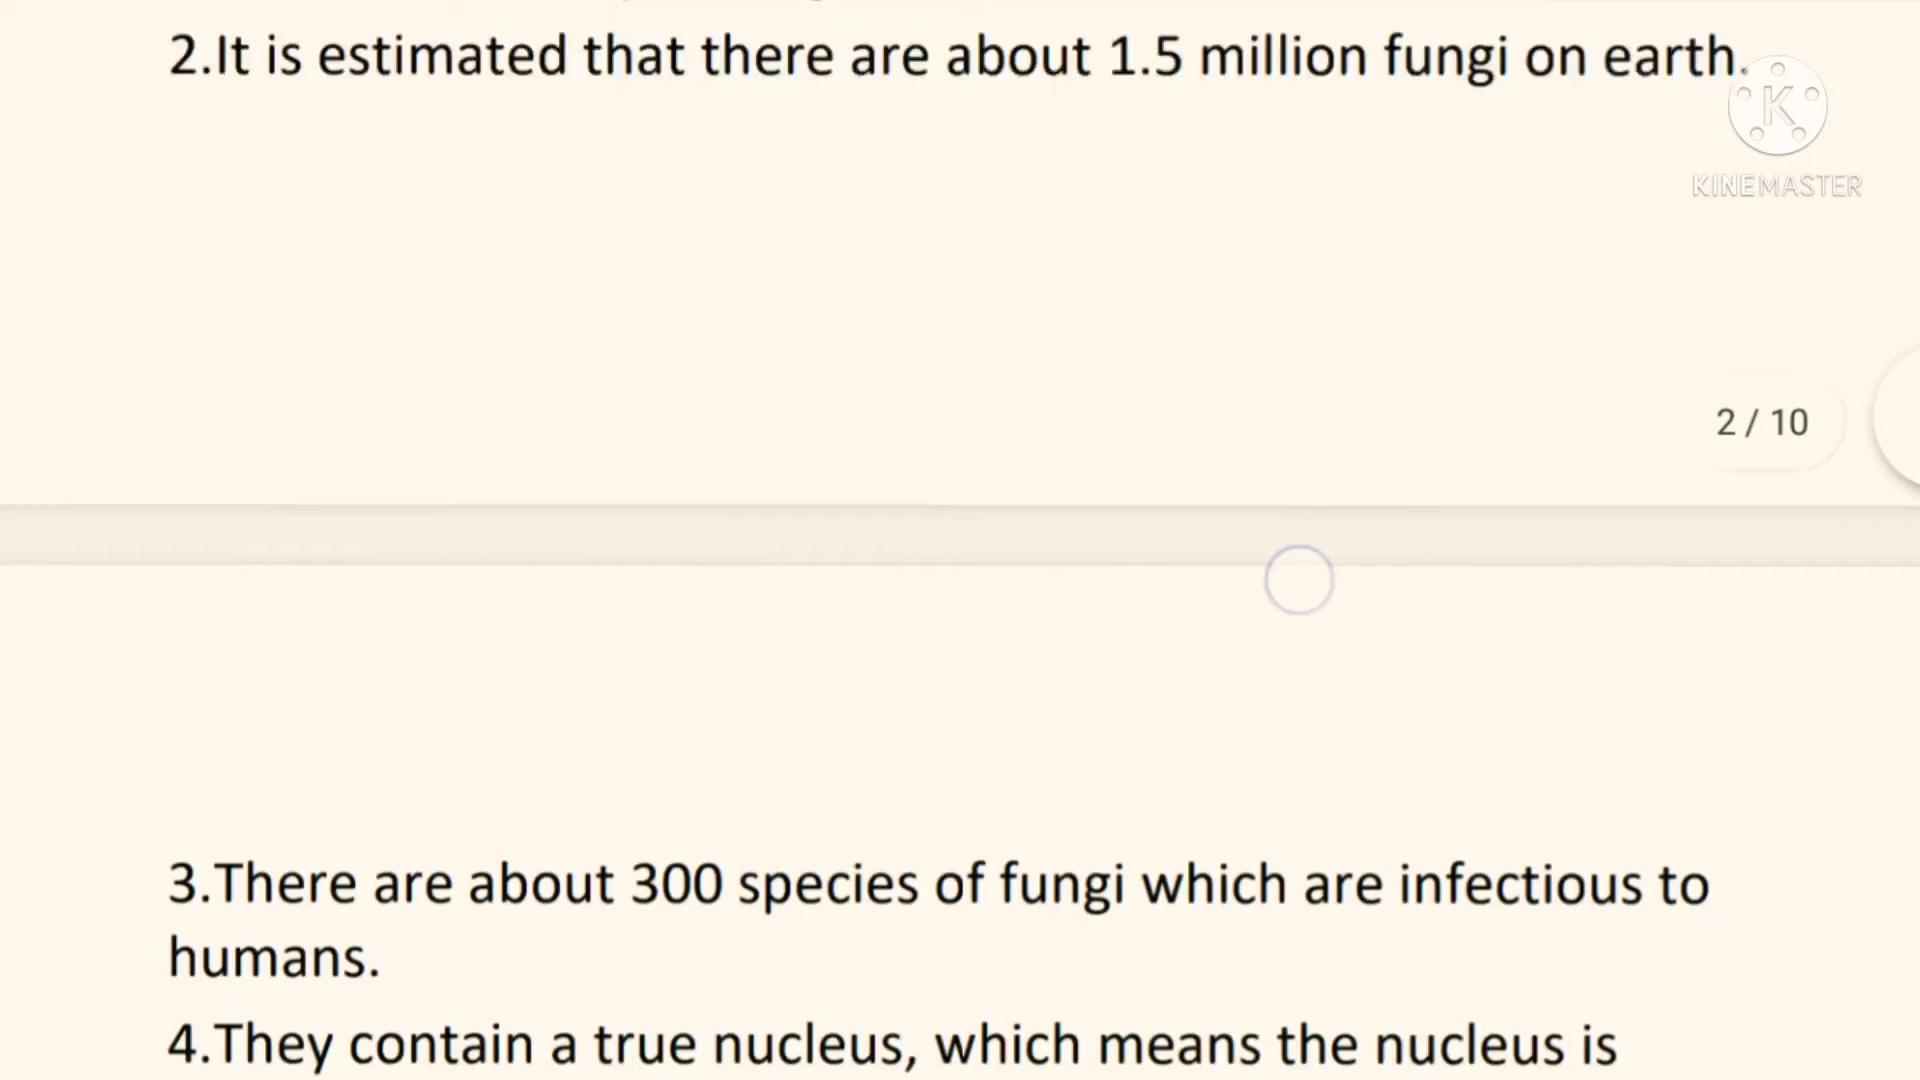 2.It is estimated that there are about 1.5 million fungi on earth.
K
KINEMASTER
2 / 10
3.There are about 300 species of fungi which are infectious to
humans.
4.They contain a true nucleus, which means the nucleus is